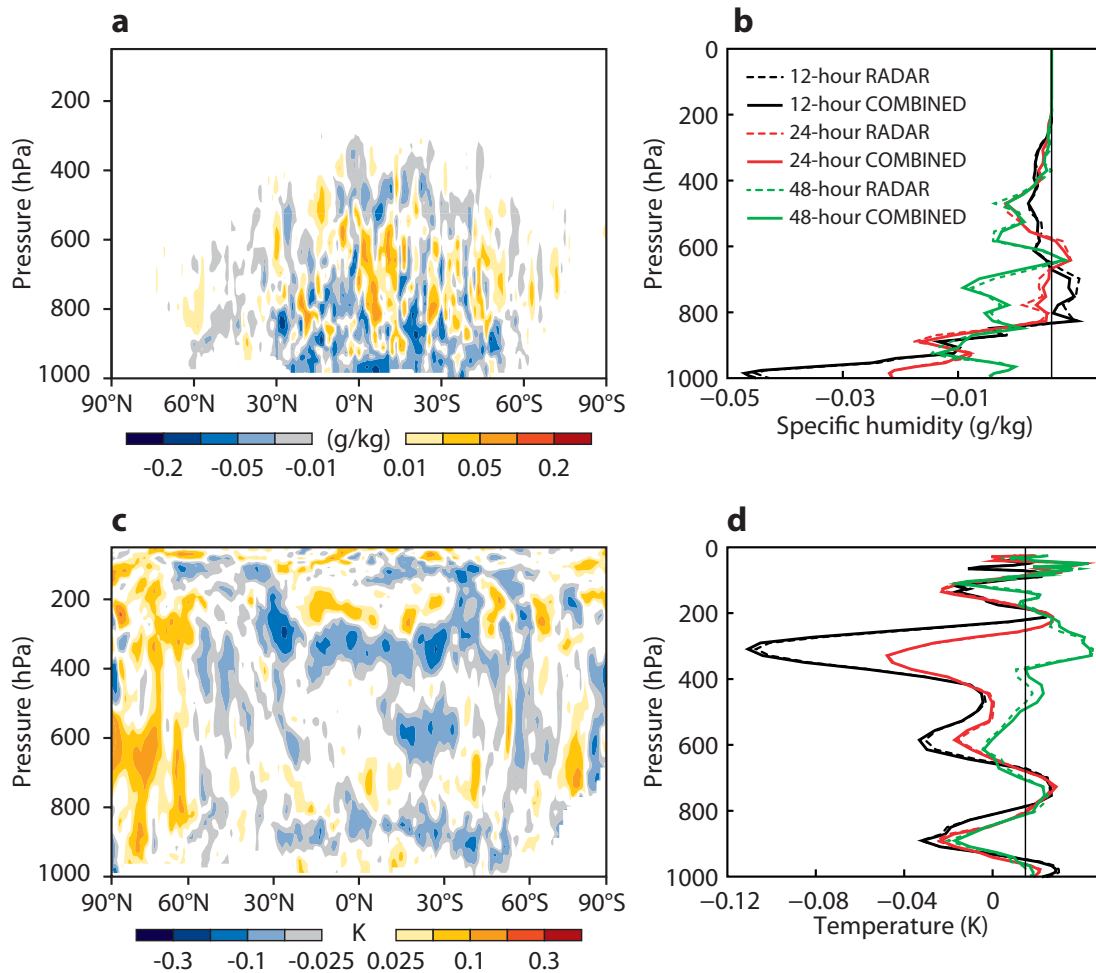 a
200
400
600
800
1000
Pressure (hPa)
90°N 60°N 30°N 0°N 30°S 60°S 90°S
(g/kg)
-0.2 -0.05 -0.01 0.01 0.05 0.2
b
0
200
400
600
800
1000
Pressure (hPa)
12-hour RADAR
12-hour COMBINED
24-hour RADAR
24-hour COMBINED
48-hour RADAR
48-hour COMBINED
−0.05 −0.03 −0.01
Specific humidity (g/kg)
c
200
400
600
800
1000
Pressure (hPa)
90°N 60°N 30°N 0°N 30°S 60°S 90°S
K
-0.3 -0.1 -0.025 0.025 0.1 0.3
d
0
200
400
600
800
1000
Pressure (hPa)
−0.12 −0.04 0
Temperature (K)